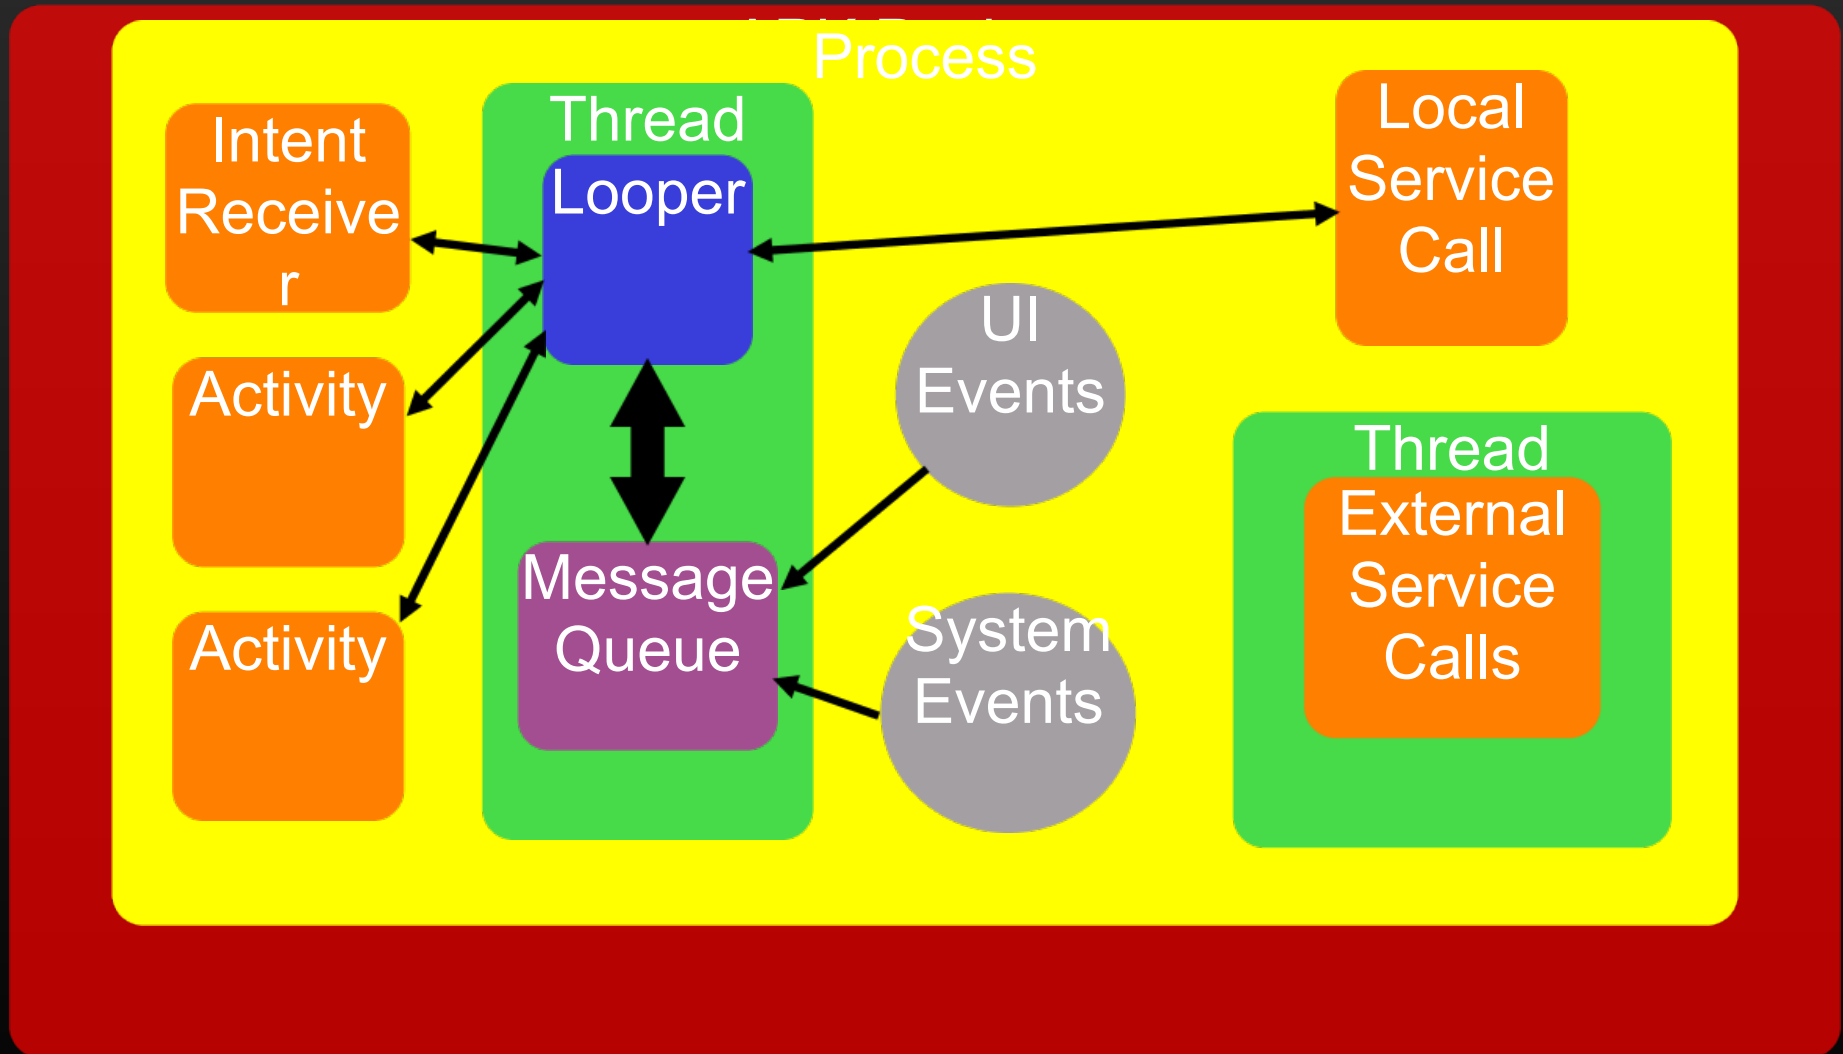 Process
Thread
Looper
Intent
Receive
r
Activity
Activity
Message
Queue
UI
Events
System
Events
Local
Service
Call
Thread
External
Service
Calls